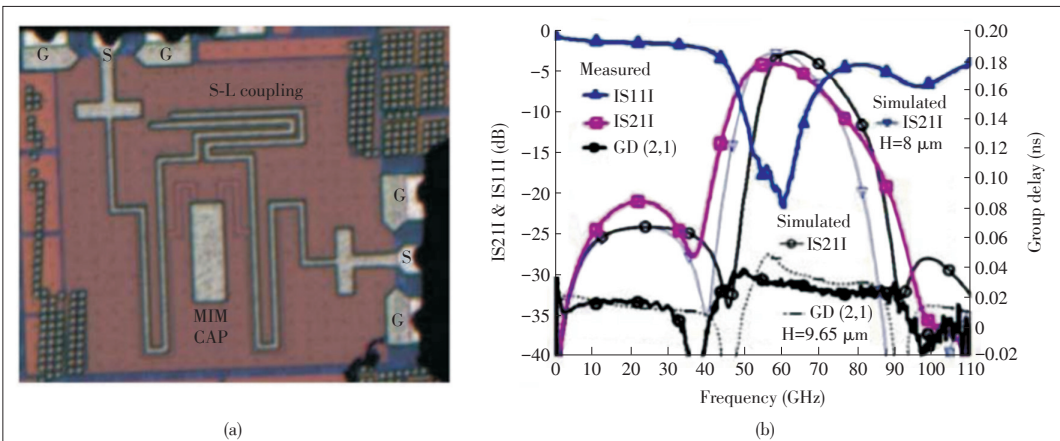 G
S
G
S-L coupling
MIM
CAP
G
S
G
(a)
IS21I & IS11I (dB)
0
−5
−10
−15
−20
−25
−30
−35
−40
Measured
IS11I
IS21I
GD (2,1)
Simulated
IS21I
H=8 μm
Simulated
IS21I
GD (2,1)
H=9.65 μm
0 10 20 30 40 50 60 70 80 90 100 110
Frequency (GHz)
0.20
0.18
0.16
0.14
0.12
0.10
0.08
0.06
0.04
0.02
0
−0.02
Group delay (ns)
(b)